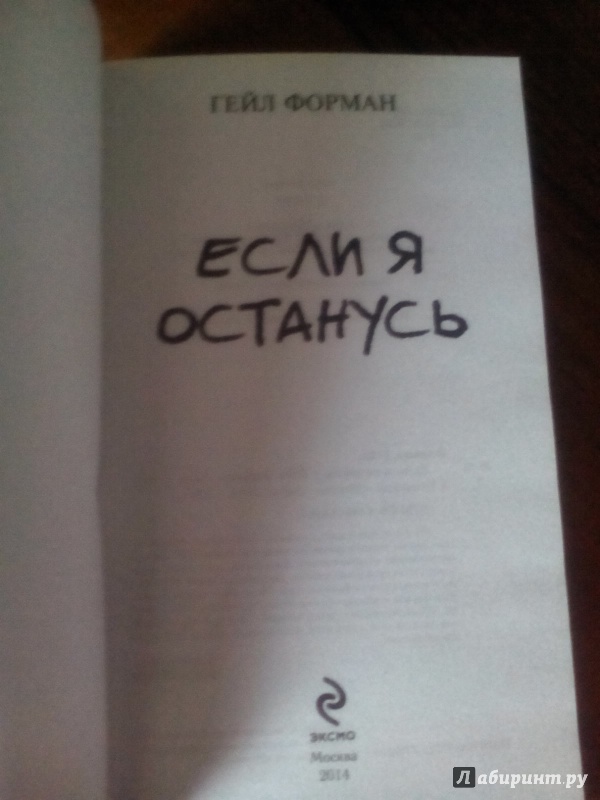 ГЕЙЛ ФОРМАН
ЕСЛИ Я
ОСТАНУСЬ
ЭКСМО
Москва
2014
Лабиринт.ру